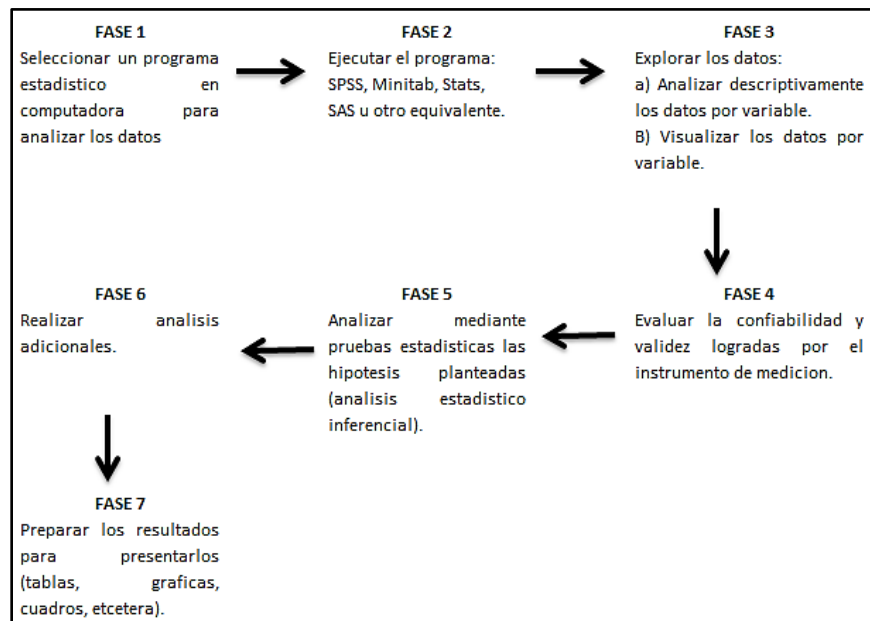 FASE 1
Seleccionar un programa
estadistico en
computadora para
analizar los datos
FASE 2
Ejecutar el programa:
SPSS, Minitab, Stats,
SAS u otro equivalente.
FASE 3
Explorar los datos:
a) Analizar descriptivamente
los datos por variable.
B) Visualizar los datos por
variable.
FASE 4
Evaluar la confiabilidad y
validez logradas por el
instrumento de medicion.
FASE 5
Analizar mediante
pruebas estadisticas las
hipotesis planteadas
(analisis estadistico
inferencial).
FASE 6
Realizar analisis
adicionales.
FASE 7
Preparar los resultados
para presentarlos
(tablas, graficas,
cuadros, etcetera).